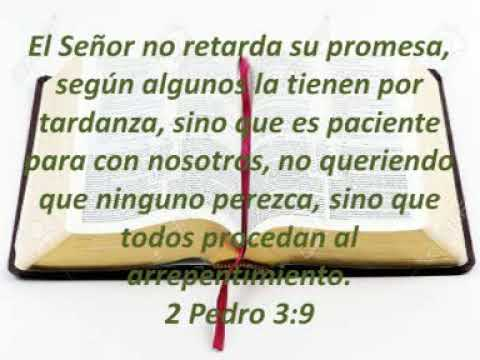 El Señor no retarda su promesa,
según algunos la tienen por
tardanza, sino que es paciente
para con nosotros, no queriendo
que ninguno perezca, sino que
todos procedan al
arrepentimiento.
2 Pedro 3:9